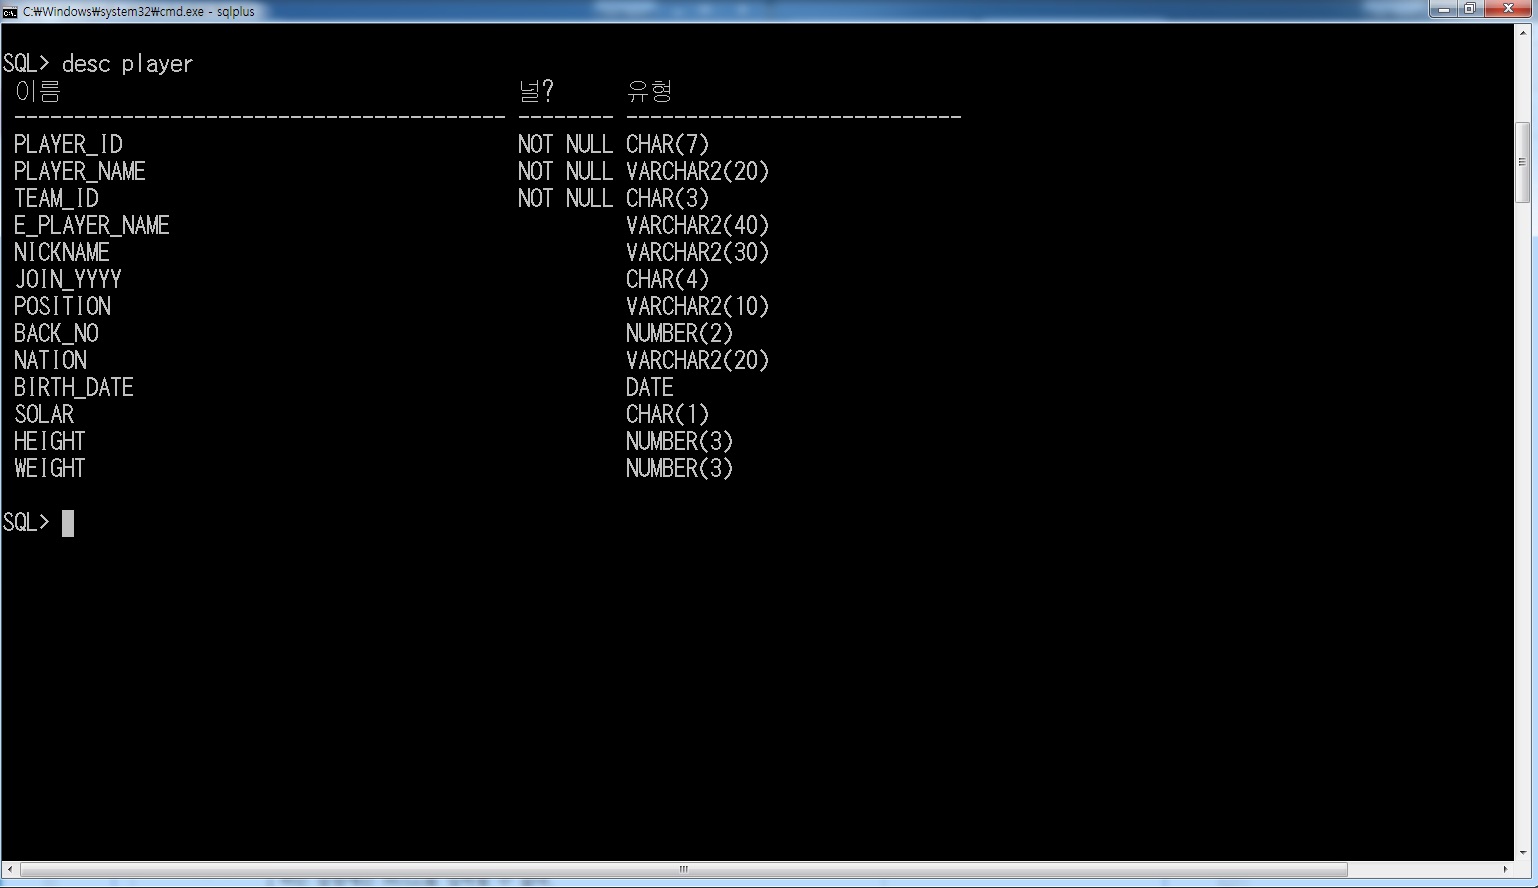 C:\Windows\system32\cmd.exe - sqlplus
SQL> desc player
이름 널? 유형
----------------------------------------- -------- ----------------------------
PLAYER_ID NOT NULL CHAR(7)
PLAYER_NAME NOT NULL VARCHAR2(20)
TEAM_ID NOT NULL CHAR(3)
E_PLAYER_NAME VARCHAR2(40)
NICKNAME VARCHAR2(30)
JOIN_YYYY CHAR(4)
POSITION VARCHAR2(10)
BACK_NO NUMBER(2)
NATION VARCHAR2(20)
BIRTH_DATE DATE
SOLAR CHAR(1)
HEIGHT NUMBER(3)
WEIGHT NUMBER(3)
SQL>